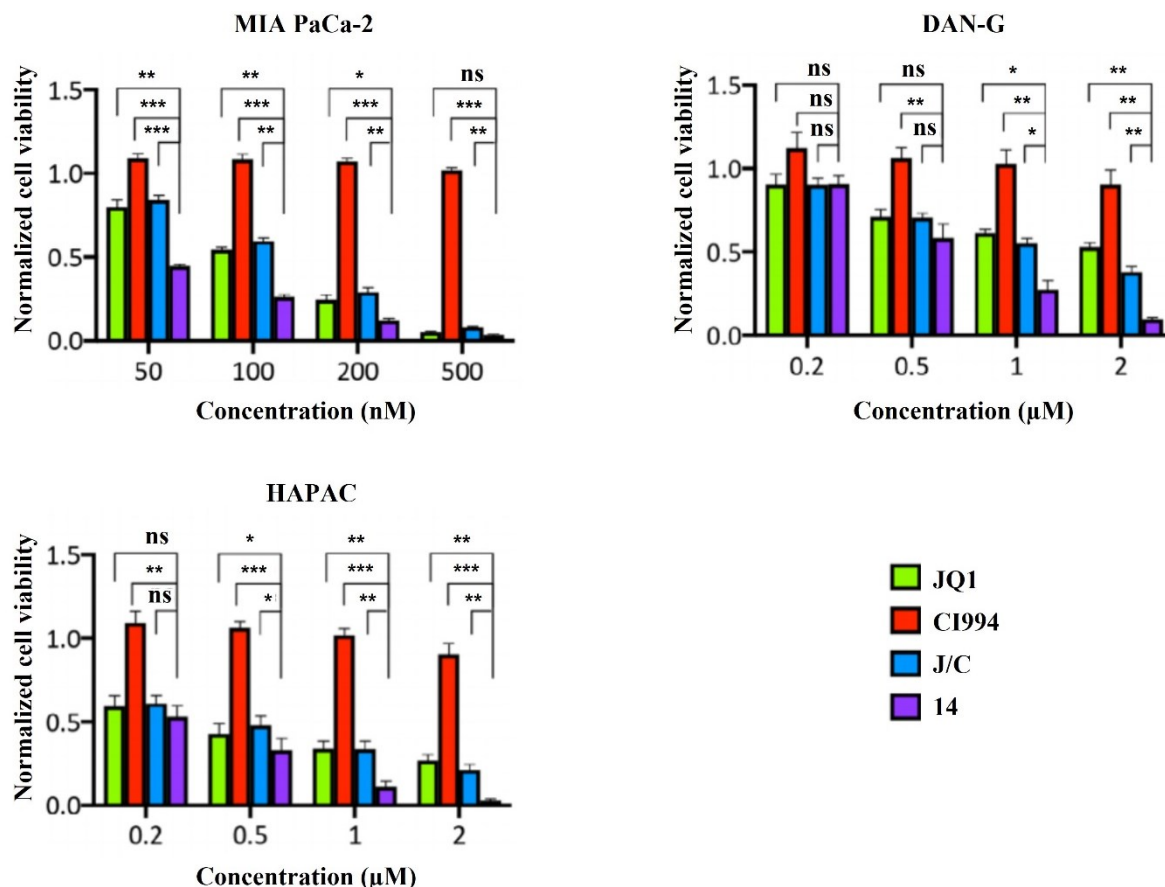 MIA PaCa-2
Normalized cell viability
1.5
1.0
0.5
0.0
** ** * ns
*** *** *** ***
*** ** ** **
50 100 200 500
Concentration (nM)
DAN-G
Normalized cell viability
1.5
1.0
0.5
0.0
ns ns * **
ns ** ** **
ns ns * **
0.2 0.5 1 2
Concentration (µM)
HAPAC
Normalized cell viability
1.5
1.0
0.5
0.0
ns * ** **
** *** *** ***
ns * ** **
0.2 0.5 1 2
Concentration (µM)
JQ1
CI994
J/C
14